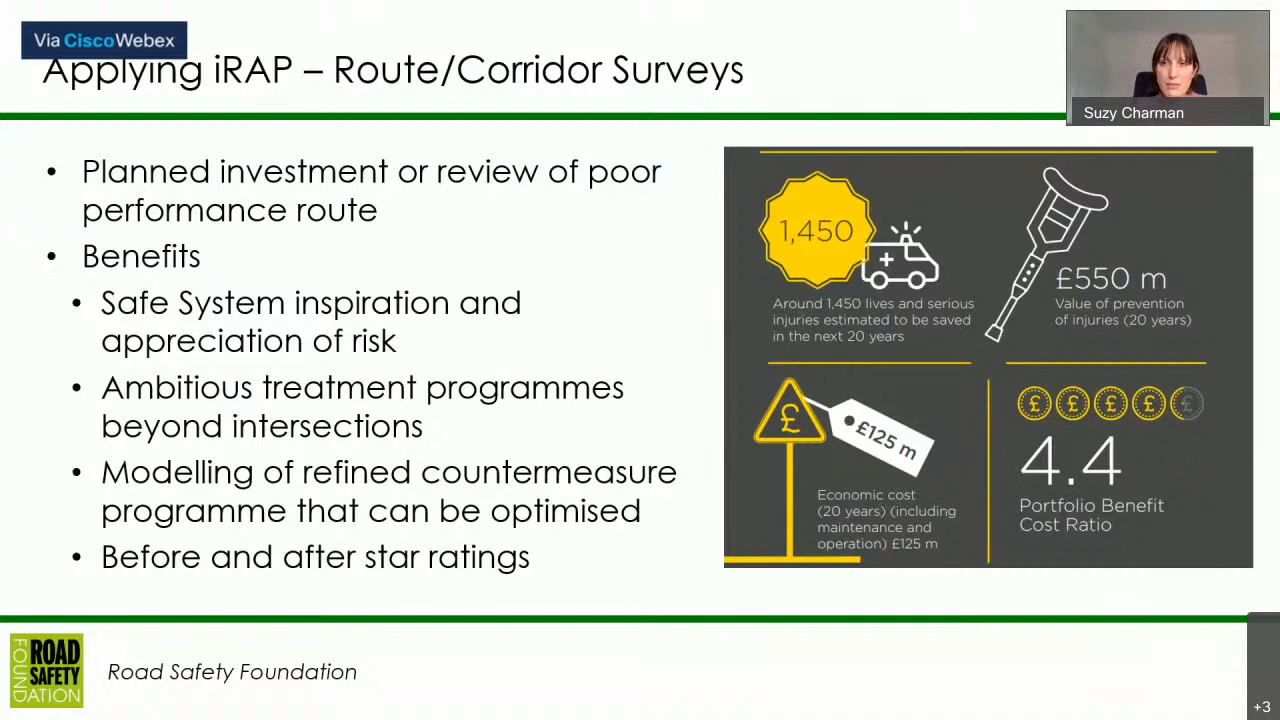 Via Cisco Webex
Applying iRAP – Route/Corridor Surveys
Suzy Charman
• Planned investment or review of poor
performance route
• Benefits
• Safe System inspiration and
appreciation of risk
• Ambitious treatment programmes
beyond intersections
• Modelling of refined countermeasure
programme that can be optimised
• Before and after star ratings
1,450
Around 1,450 lives and serious
injuries estimated to be saved
in the next 20 years
£550 m
Value of prevention
of injuries (20 years)
£
£125 m
Economic cost
(20 years) (including
maintenance and
operation) £125 m
£ £ £ £ £
4.4
Portfolio Benefit
Cost Ratio
ROAD
SAFETY
FOUNDATION
Road Safety Foundation
+3